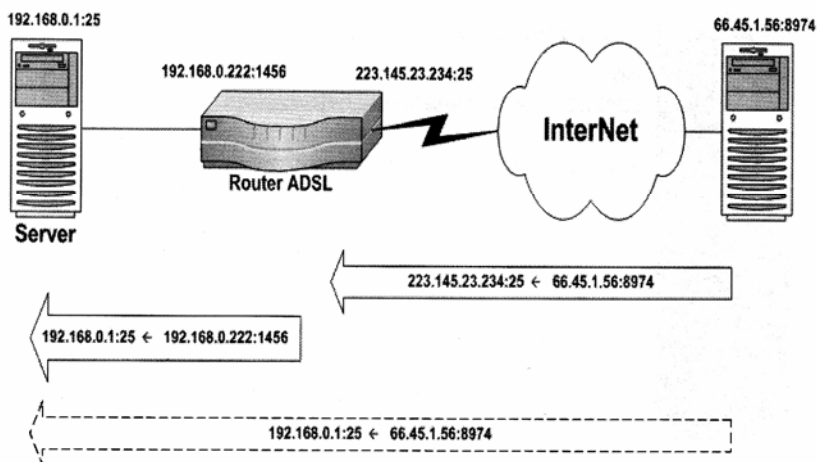 192.168.0.1:25
66.45.1.56:8974
192.168.0.222:1456
223.145.23.234:25
InterNet
Router ADSL
Server
223.145.23.234:25 ← 66.45.1.56:8974
192.168.0.1:25 ← 192.168.0.222:1456
192.168.0.1:25 ← 66.45.1.56:8974